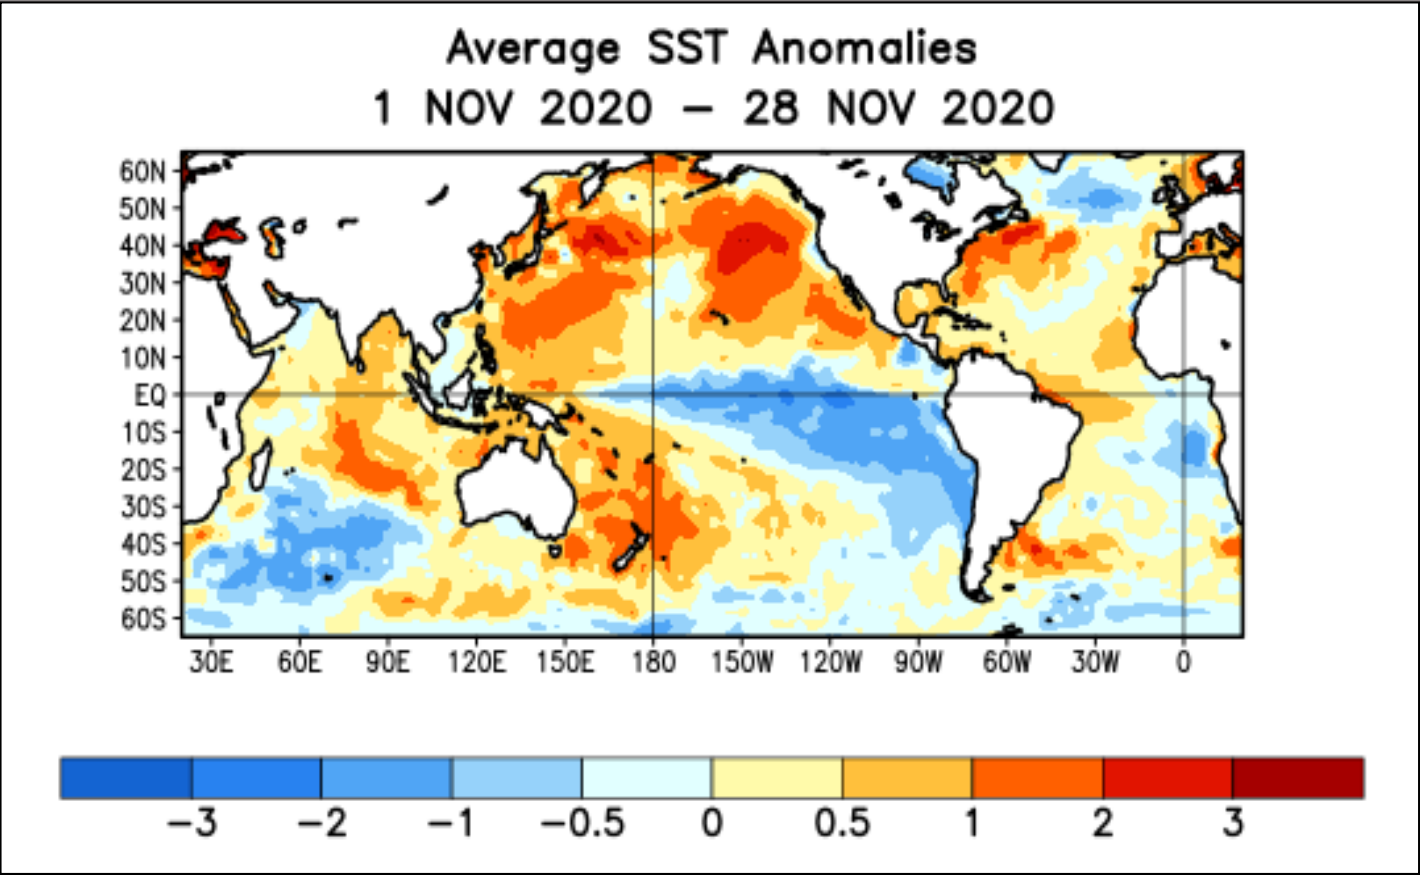 Average SST Anomalies
1 NOV 2020 – 28 NOV 2020
60N
50N
40N
30N
20N
10N
EQ
10S
20S
30S
40S
50S
60S
30E 60E 90E 120E 150E 180 150W 120W 90W 60W 30W 0
−3 −2 −1 −0.5 0 0.5 1 2 3